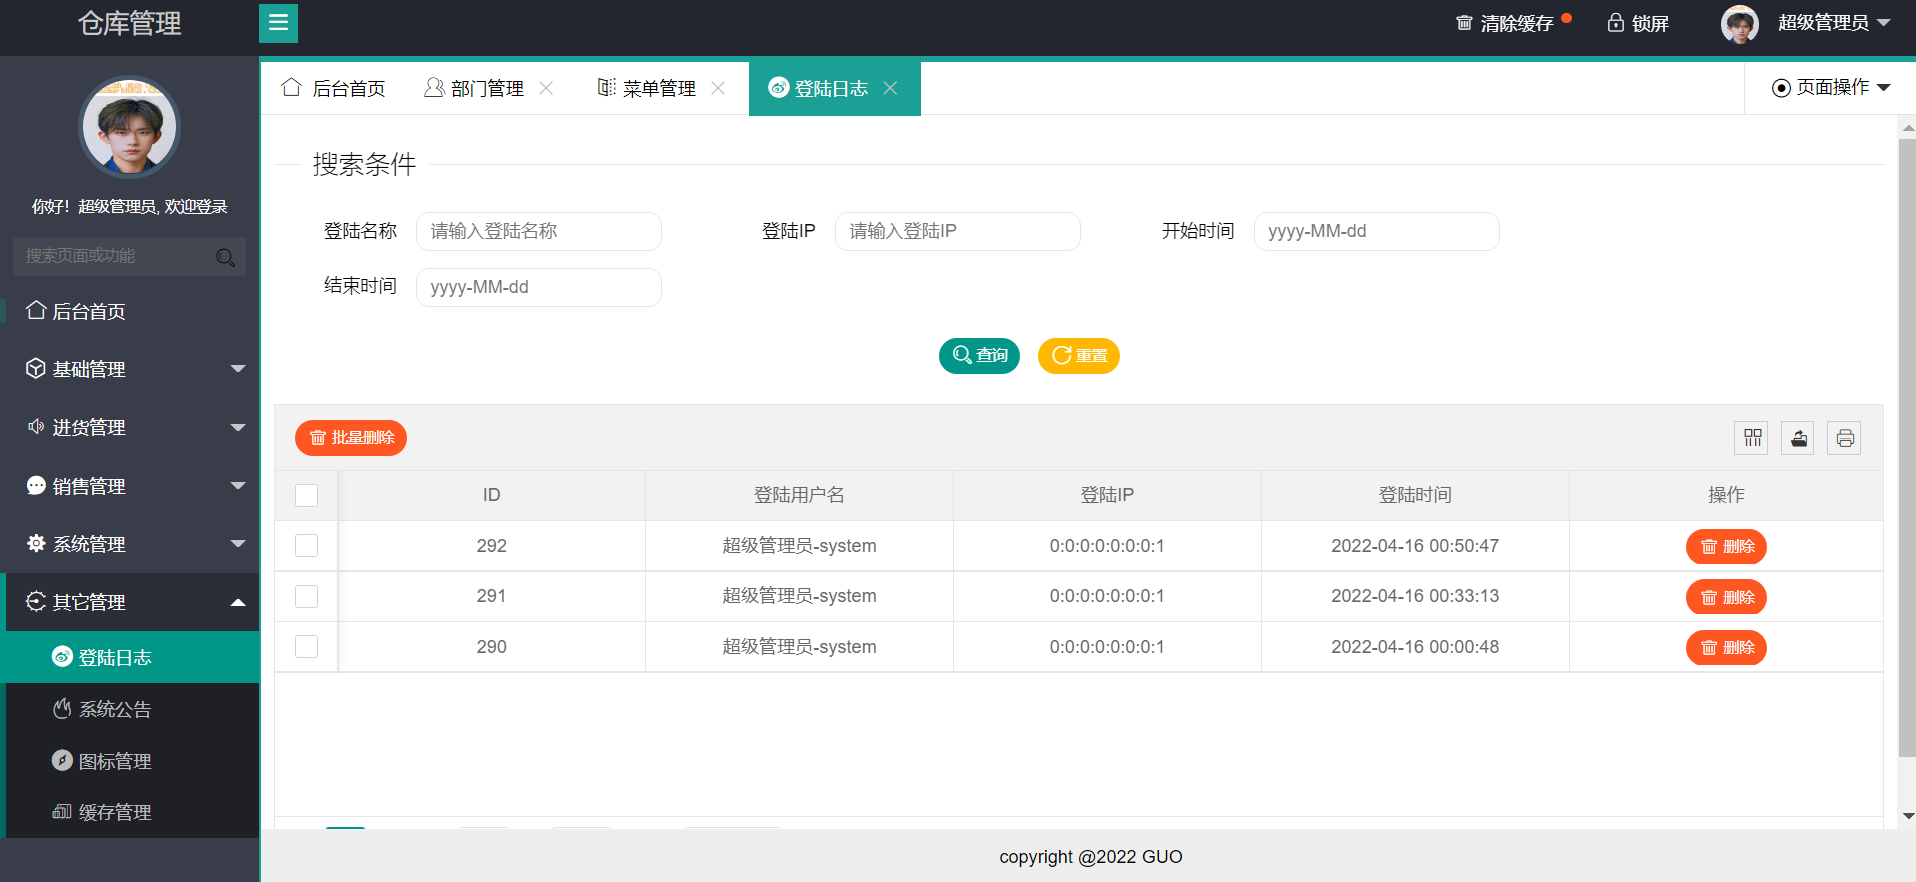 仓库管理
清除缓存
锁屏
超级管理员
你好！超级管理员, 欢迎登录
搜索页面或功能
后台首页
基础管理
进货管理
销售管理
系统管理
其它管理
登陆日志
系统公告
图标管理
缓存管理
后台首页 部门管理 菜单管理 登陆日志 页面操作
搜索条件
登陆名称 请输入登陆名称 登陆IP 请输入登陆IP 开始时间 yyyy-MM-dd
结束时间 yyyy-MM-dd
查询 重置
批量删除
ID 登陆用户名 登陆IP 登陆时间 操作
292 超级管理员-system 0:0:0:0:0:0:0:1 2022-04-16 00:50:47 删除
291 超级管理员-system 0:0:0:0:0:0:0:1 2022-04-16 00:33:13 删除
290 超级管理员-system 0:0:0:0:0:0:0:1 2022-04-16 00:00:48 删除
copyright @2022 GUO